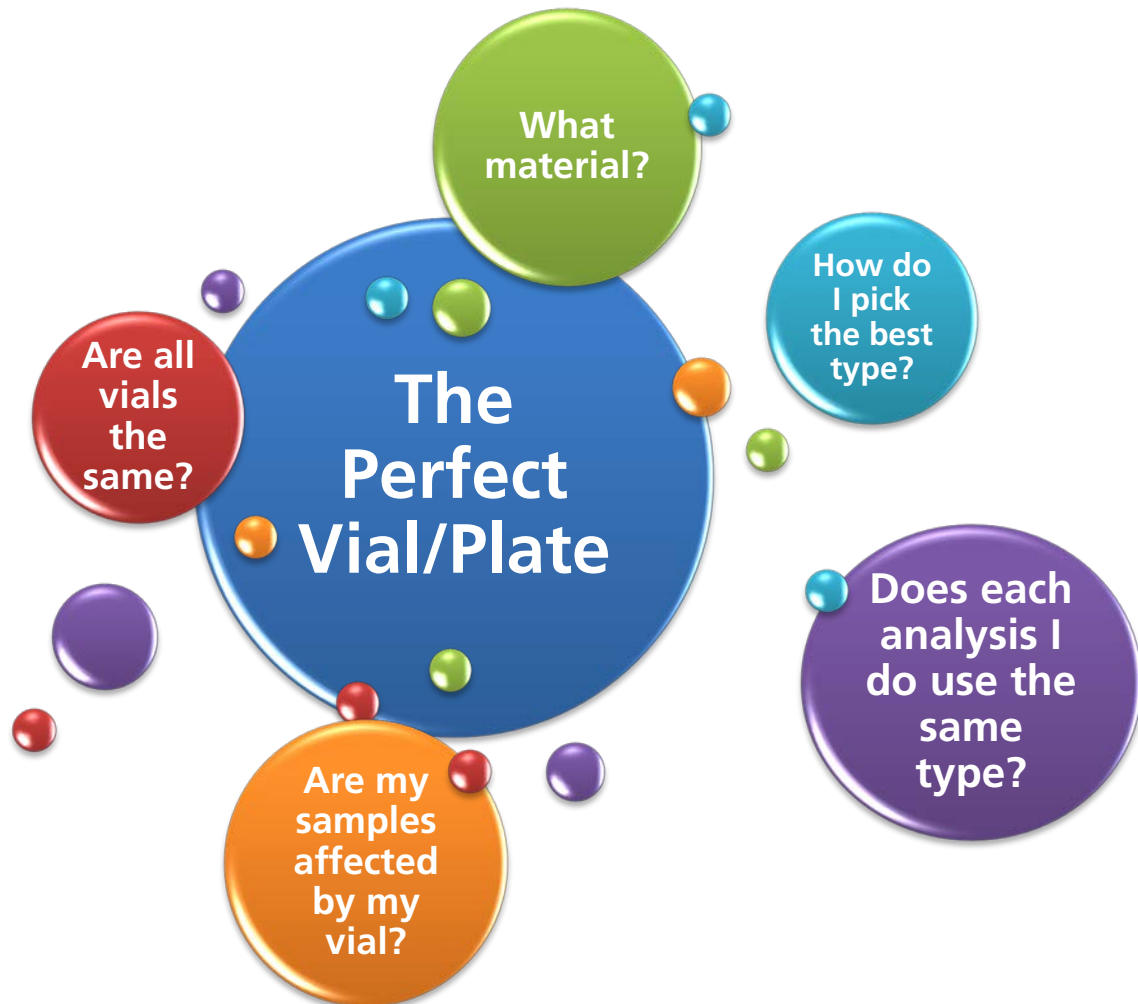 What
material?
How do
I pick
the best
type?
Are all
vials
the
same?
The
Perfect
Vial/Plate
Does each
analysis I
do use the
same
type?
Are my
samples
affected
by my
vial?